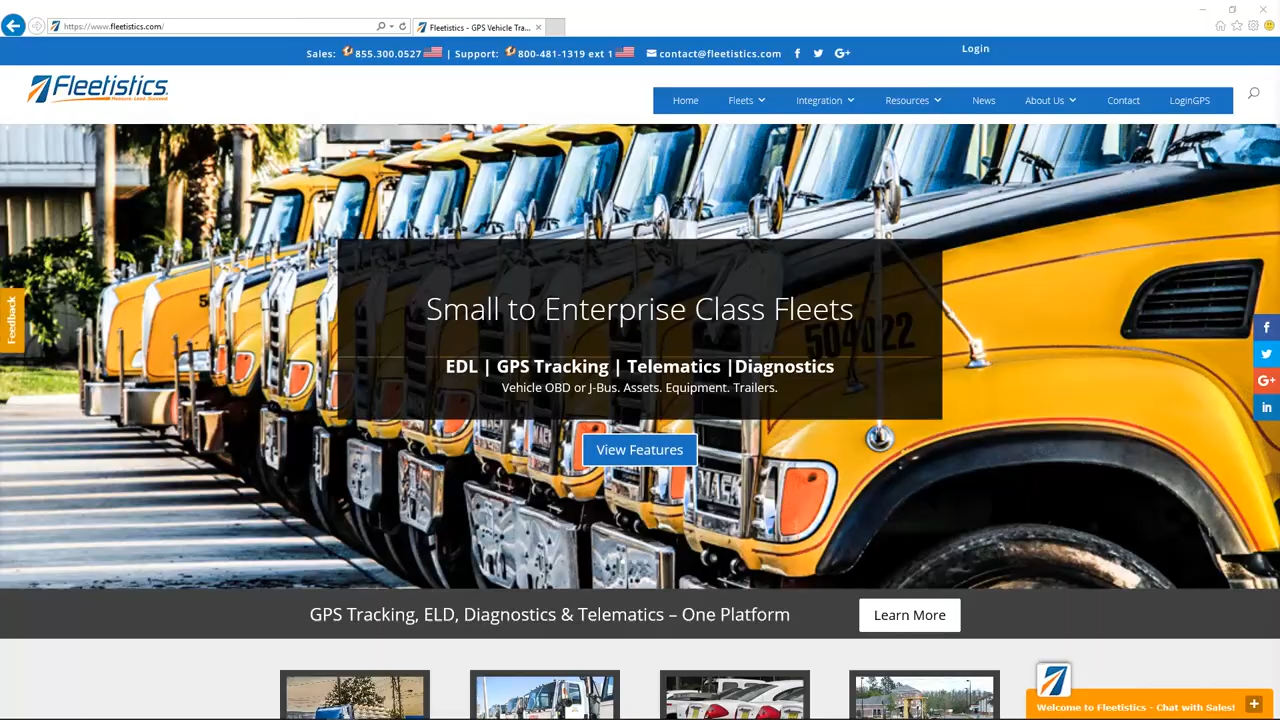 https://www.fleetistics.com/
Fleetistics - GPS Vehicle Tra...
Sales: 855.300.0527 | Support: 800-481-1319 ext 1 contact@fleetistics.com
Login
Fleetistics
Measure. Lead. Succeed.
Home Fleets Integration Resources News About Us Contact LoginGPS
Small to Enterprise Class Fleets
504022
EDL | GPS Tracking | Telematics |Diagnostics
Vehicle OBD or J-Bus. Assets. Equipment. Trailers.
View Features
Feedback
GPS Tracking, ELD, Diagnostics & Telematics – One Platform
Learn More
Welcome to Fleetistics - Chat with Sales!